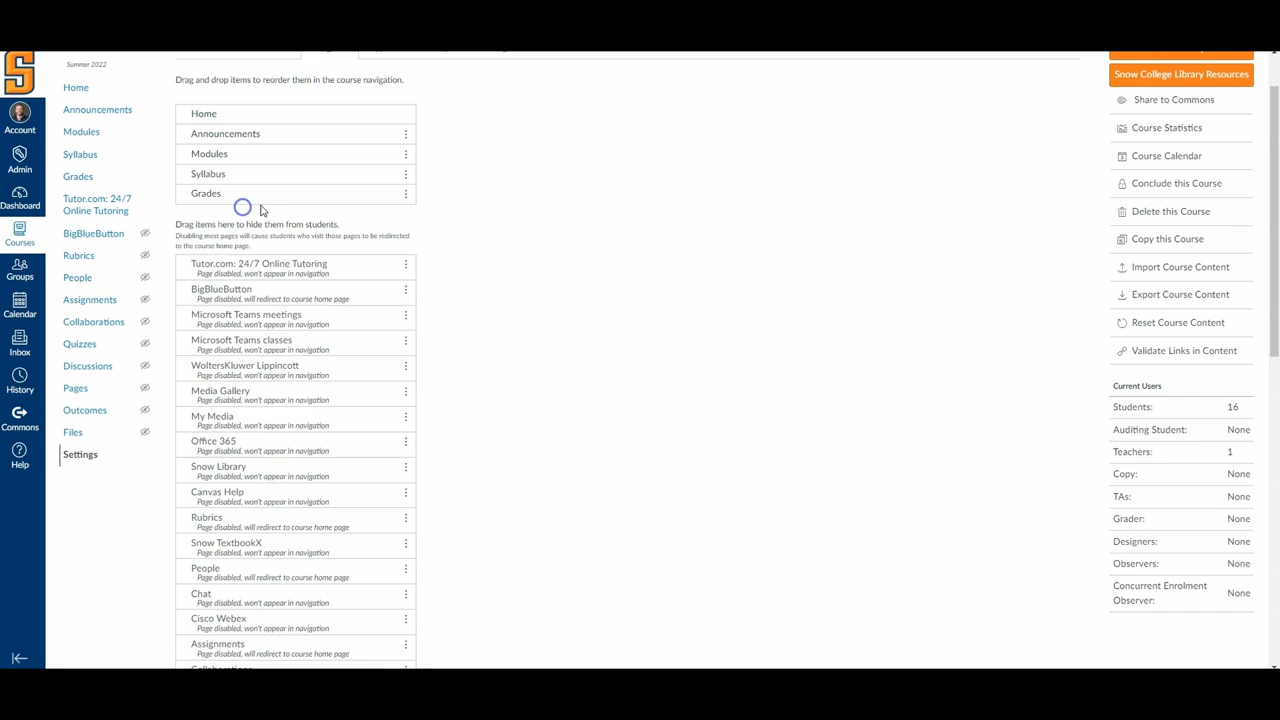 Account
Admin
Dashboard
Courses
Groups
Calendar
Inbox
History
Commons
Help
Summer 2022
Home
Announcements
Modules
Syllabus
Grades
Tutor.com: 24/7
Online Tutoring
BigBlueButton
Rubrics
People
Assignments
Collaborations
Quizzes
Discussions
Pages
Outcomes
Files
Settings
Drag and drop items to reorder them in the course navigation.
Home
Announcements
Modules
Syllabus
Grades
Drag items here to hide them from students.
Disabling most pages will cause students who visit those pages to be redirected
to the course home page.
Tutor.com: 24/7 Online Tutoring
Page disabled, won't appear in navigation
BigBlueButton
Page disabled, will redirect to course home page
Microsoft Teams meetings
Page disabled, won't appear in navigation
Microsoft Teams classes
Page disabled, won't appear in navigation
WoltersKluwer Lippincott
Page disabled, won't appear in navigation
Media Gallery
Page disabled, won't appear in navigation
My Media
Page disabled, won't appear in navigation
Office 365
Page disabled, won't appear in navigation
Snow Library
Page disabled, won't appear in navigation
Canvas Help
Page disabled, won't appear in navigation
Rubrics
Page disabled, will redirect to course home page
Snow TextbookX
Page disabled, won't appear in navigation
People
Page disabled, will redirect to course home page
Chat
Page disabled, won't appear in navigation
Cisco Webex
Page disabled, won't appear in navigation
Assignments
Page disabled, will redirect to course home page
Snow College Library Resources
Share to Commons
Course Statistics
Course Calendar
Conclude this Course
Delete this Course
Copy this Course
Import Course Content
Export Course Content
Reset Course Content
Validate Links in Content
Current Users
Students: 16
Auditing Student: None
Teachers: 1
Copy: None
TAs: None
Grader: None
Designers: None
Observers: None
Concurrent Enrolment
Observer: None